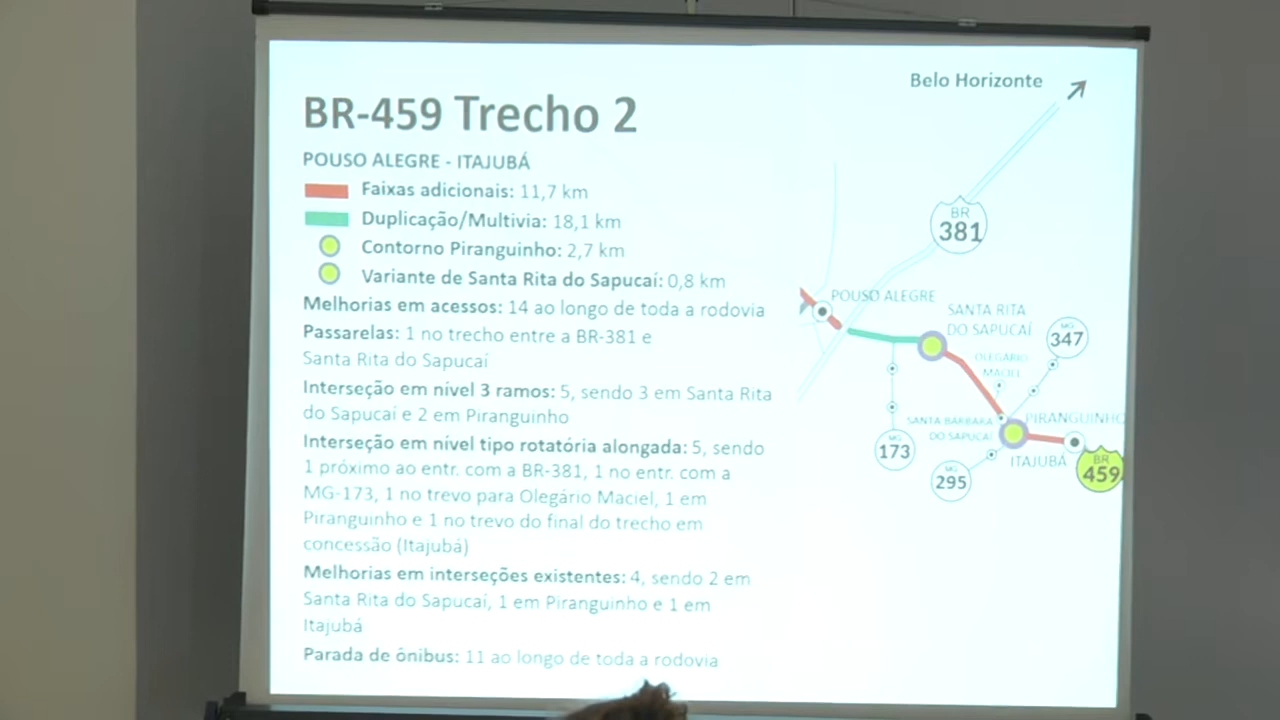 BR-459 Trecho 2
POUSO ALEGRE - ITAJUBÁ
Faixas adicionais: 11,7 km
Duplicação/Multivia: 18,1 km
Contorno Piranguinho: 2,7 km
Variante de Santa Rita do Sapucaí: 0,8 km
Melhorias em acessos: 14 ao longo de toda a rodovia
Passarelas: 1 no trecho entre a BR-381 e
Santa Rita do Sapucaí
Interseção em nível 3 ramos: 5, sendo 3 em Santa Rita
do Sapucaí e 2 em Piranguinho
Interseção em nível tipo rotatória alongada: 5, sendo
1 próximo ao entr. com a BR-381, 1 no entr. com a
MG-173, 1 no trevo para Olegário Maciel, 1 em
Piranguinho e 1 no trevo do final do trecho em
concessão (Itajubá)
Melhorias em interseções existentes: 4, sendo 2 em
Santa Rita do Sapucaí, 1 em Piranguinho e 1 em
Itajubá
Parada de ônibus: 11 ao longo de toda a rodovia
Belo Horizonte
BR
381
POUSO ALEGRE
SANTA RITA
DO SAPUCAÍ
MG
347
OLEGÁRIO
MACIEL
SANTA BÁRBARA
DO SAPUCAÍ
PIRANGUINHO
MG
173
ITAJUBÁ
BR
459
MG
295